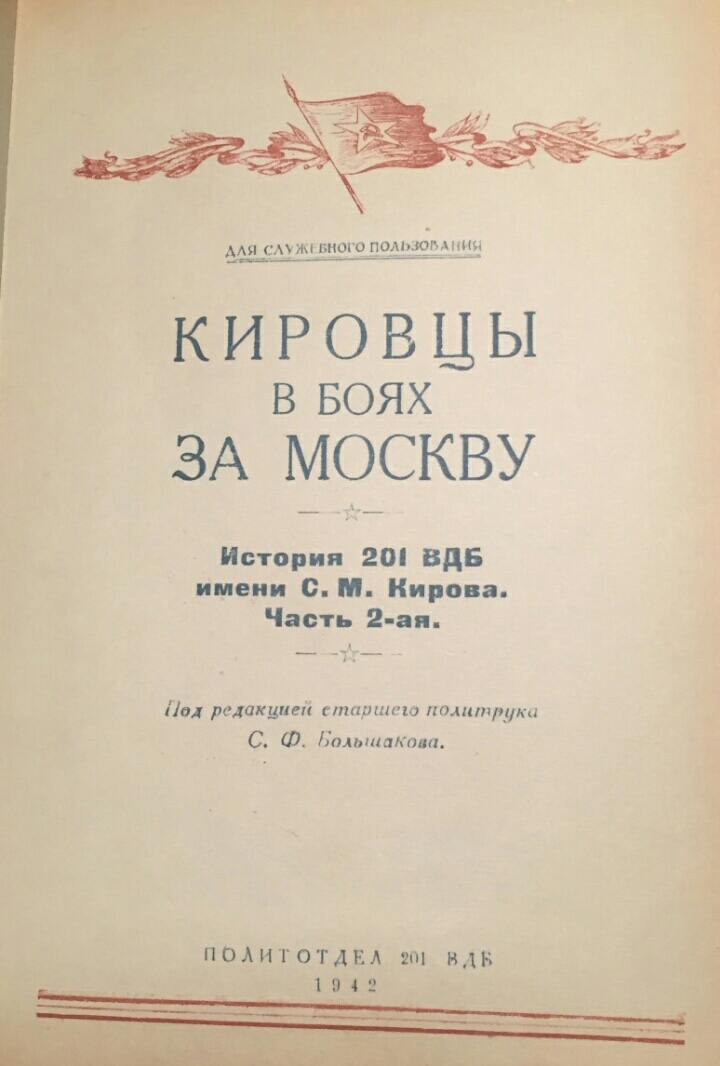 ДЛЯ СЛУЖЕБНОГО ПОЛЬЗОВАНИЯ
КИРОВЦЫ
В БОЯХ
ЗА МОСКВУ
История 201 ВДБ
имени С. М. Кирова.
Часть 2-ая.
Под редакцией старшего политрука
С. Ф. Большакова.
ПОЛИТОТДЕЛ 201 ВДБ
1942